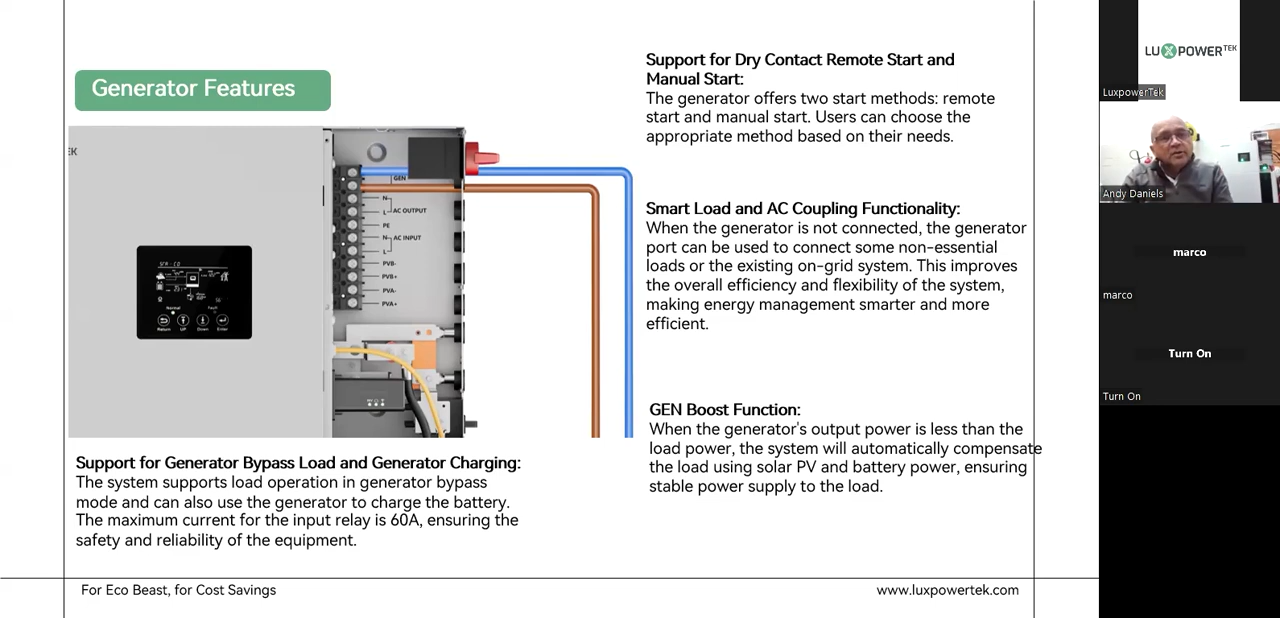 Generator Features
EK
GEN
N
AC OUTPUT
L
PE
N
AC INPUT
L
PVB-
PVB+
PVA-
PVA+
Normal
Fault
Return
Up
Down
Enter
Support for Generator Bypass Load and Generator Charging:
The system supports load operation in generator bypass
mode and can also use the generator to charge the battery.
The maximum current for the input relay is 60A, ensuring the
safety and reliability of the equipment.
Support for Dry Contact Remote Start and
Manual Start:
The generator offers two start methods: remote
start and manual start. Users can choose the
appropriate method based on their needs.
Smart Load and AC Coupling Functionality:
When the generator is not connected, the generator
port can be used to connect some non-essential
loads or the existing on-grid system. This improves
the overall efficiency and flexibility of the system,
making energy management smarter and more
efficient.
GEN Boost Function:
When the generator's output power is less than the
load power, the system will automatically compensate
the load using solar PV and battery power, ensuring
stable power supply to the load.
For Eco Beast, for Cost Savings
www.luxpowertek.com
LUXPOWERTEK
LuxpowerTek
Andy Daniels
marco
marco
Turn On
Turn On